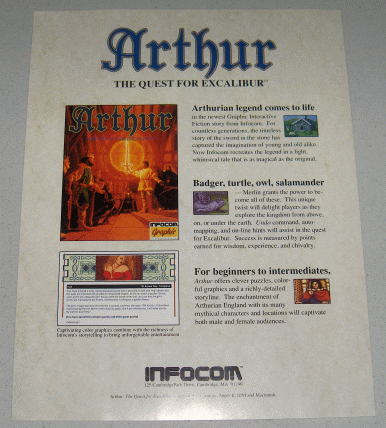 Arthur
THE QUEST FOR EXCALIBUR™
Arthur
INFOCOM
Graphic
Captivating color graphics combine with the richness of
Infocom's storytelling to bring unforgettable entertainment
Arthurian legend comes to life
in the newest Graphic Interactive
Fiction story from Infocom. For
countless generations, the timeless
story of the sword in the stone has
captured the imagination of young and old alike.
Now Infocom recreates the legend in a light,
whimsical tale that is as magical as the original.
Badger, turtle, owl, salamander
— Merlin grants the power to be-
come all of these. This unique
twist will delight players as they
explore the kingdom from above,
on, or under the earth. Undo command, auto-
mapping, and on-line hints will assist in the quest
for Excalibur. Success is measured by points
earned for wisdom, experience, and chivalry.
For beginners to intermediates,
Arthur offers clever puzzles, color-
ful graphics and a richly-detailed
storyline. The enchantment of
Arthurian England with its many
mythical characters and locations will captivate
both male and female audiences.
INFOCOM
125 CambridgePark Drive, Cambridge, MA
Arthur: The Quest for Excalibur and Macintosh.